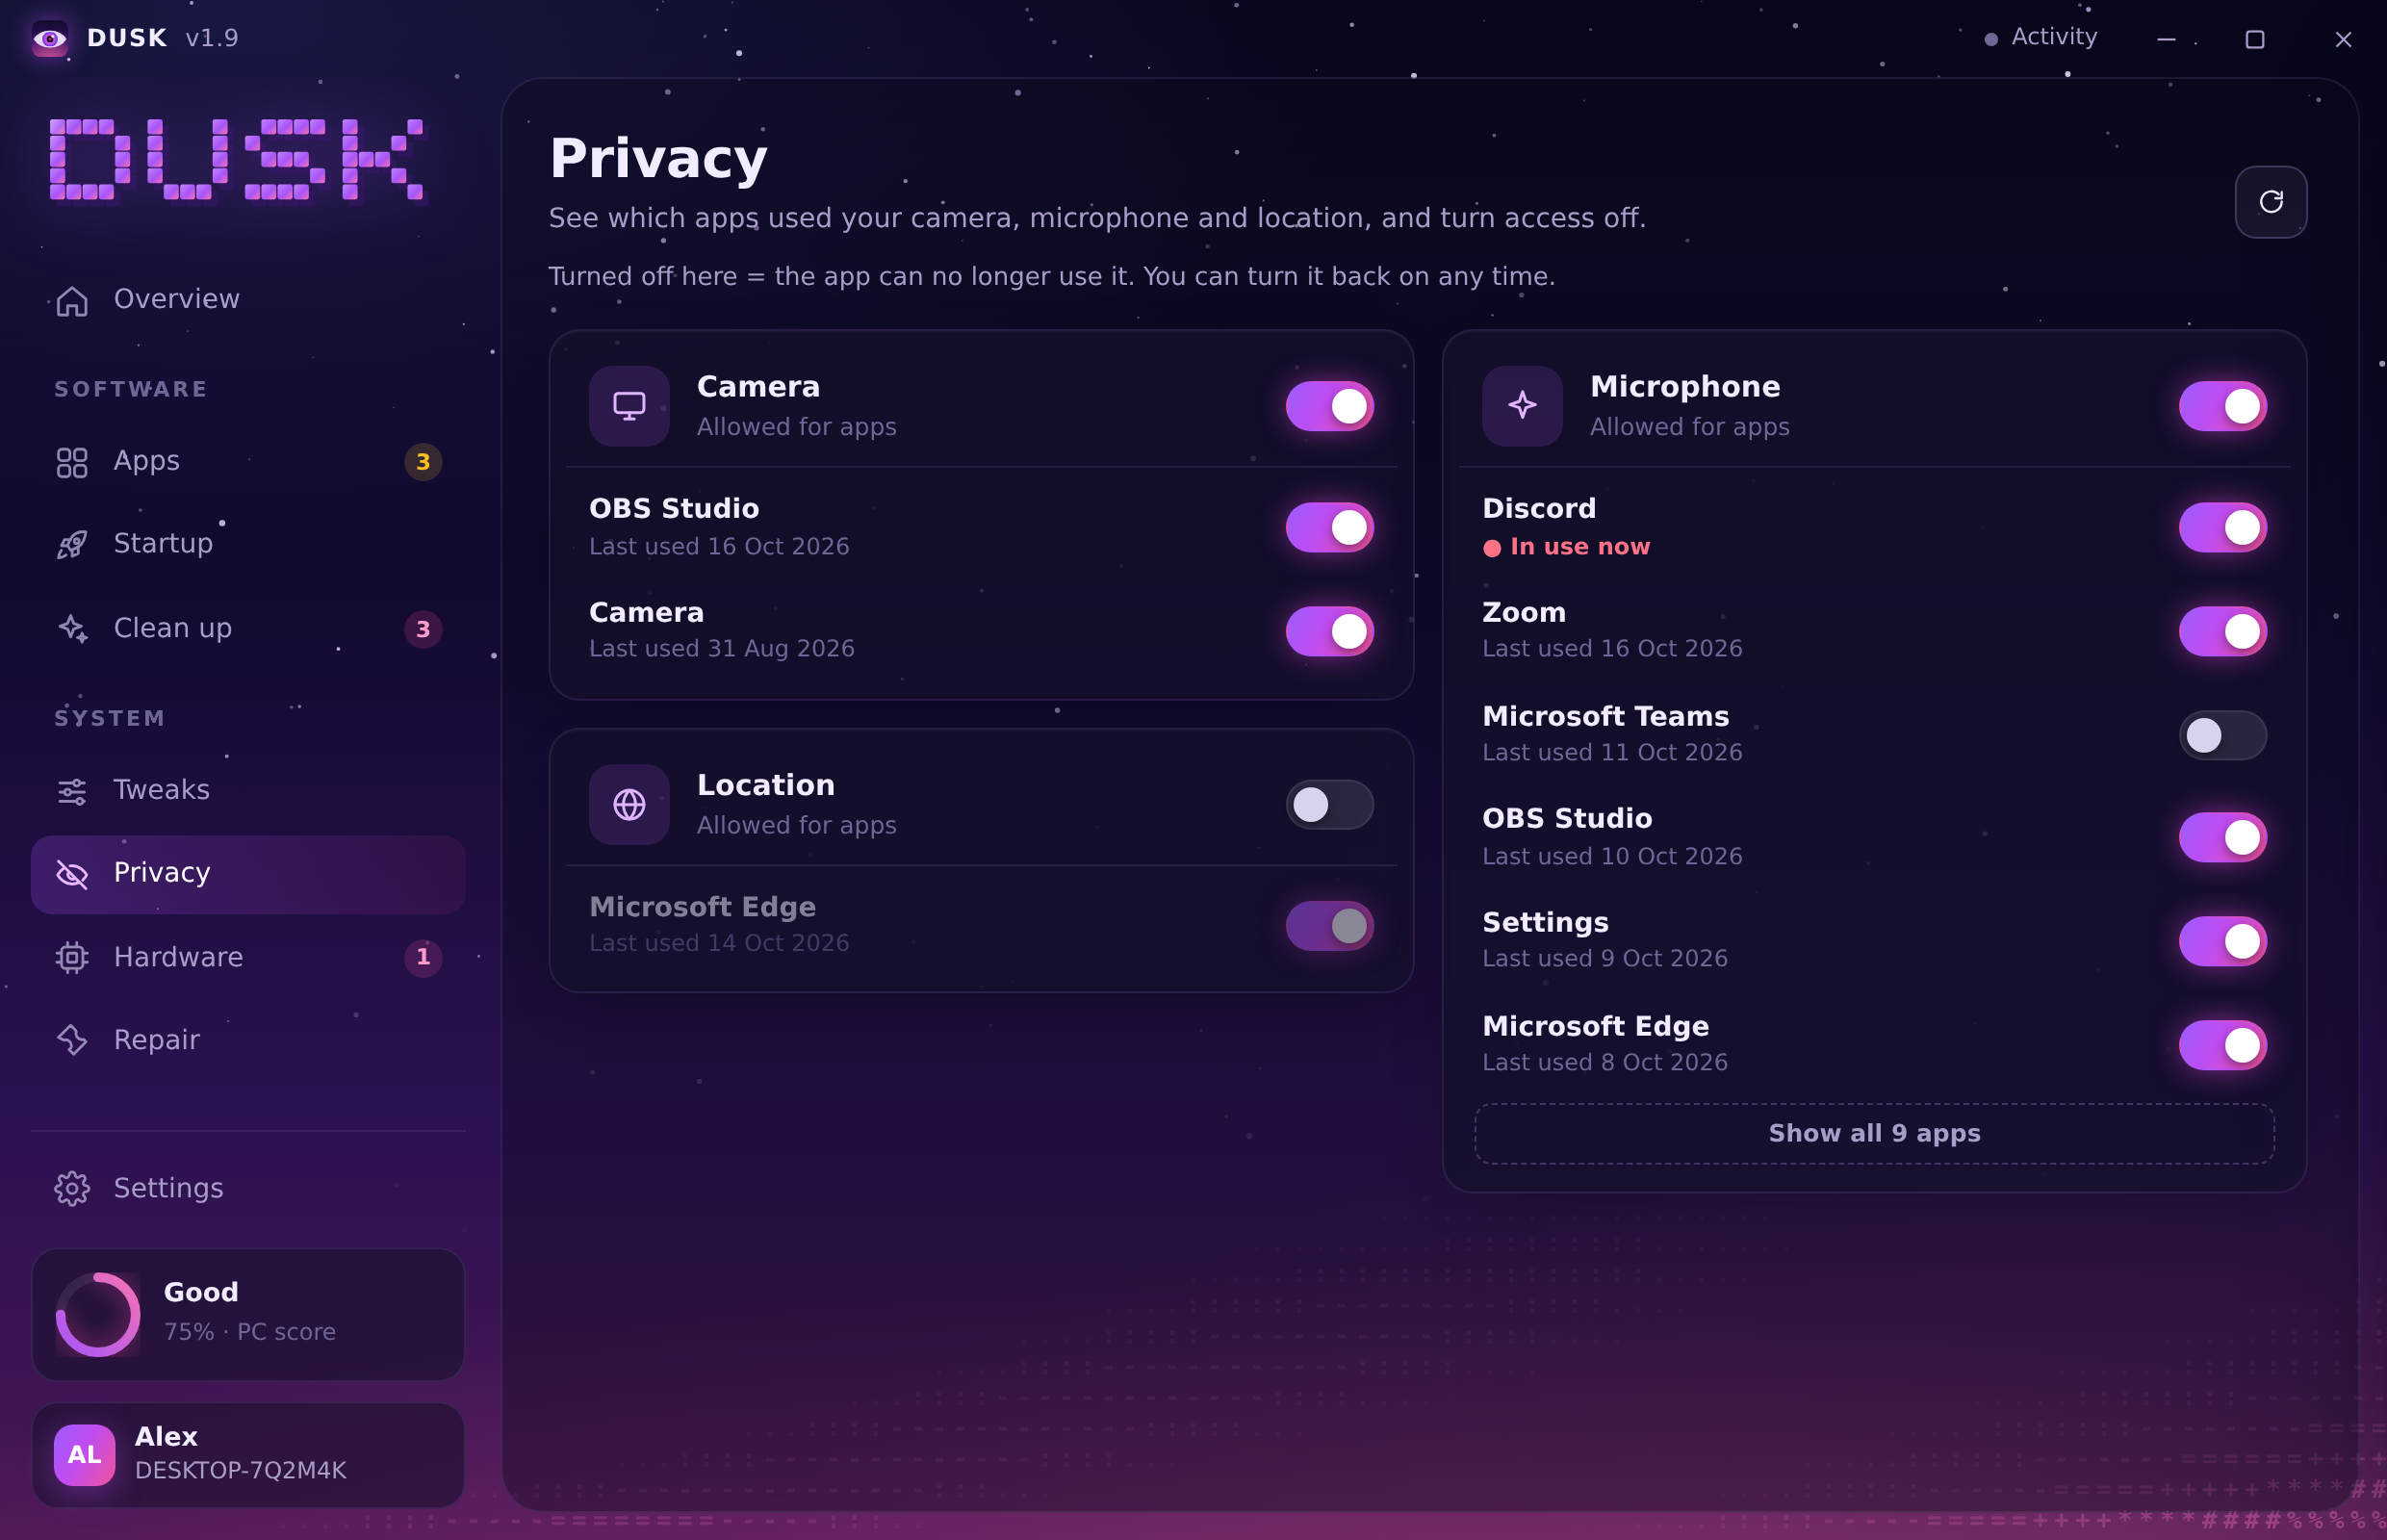 DUSK v1.9
Activity
DUSK
Overview
SOFTWARE
Apps 3
Startup
Clean up 3
SYSTEM
Tweaks
Privacy
Hardware 1
Repair
Settings
Good
75% · PC score
AL
Alex
DESKTOP-7Q2M4K
Privacy
See which apps used your camera, microphone and location, and turn access off.
Turned off here = the app can no longer use it. You can turn it back on any time.
Camera
Allowed for apps
OBS Studio
Last used 16 Oct 2026
Camera
Last used 31 Aug 2026
Location
Allowed for apps
Microsoft Edge
Last used 14 Oct 2026
Microphone
Allowed for apps
Discord
● In use now
Zoom
Last used 16 Oct 2026
Microsoft Teams
Last used 11 Oct 2026
OBS Studio
Last used 10 Oct 2026
Settings
Last used 9 Oct 2026
Microsoft Edge
Last used 8 Oct 2026
Show all 9 apps